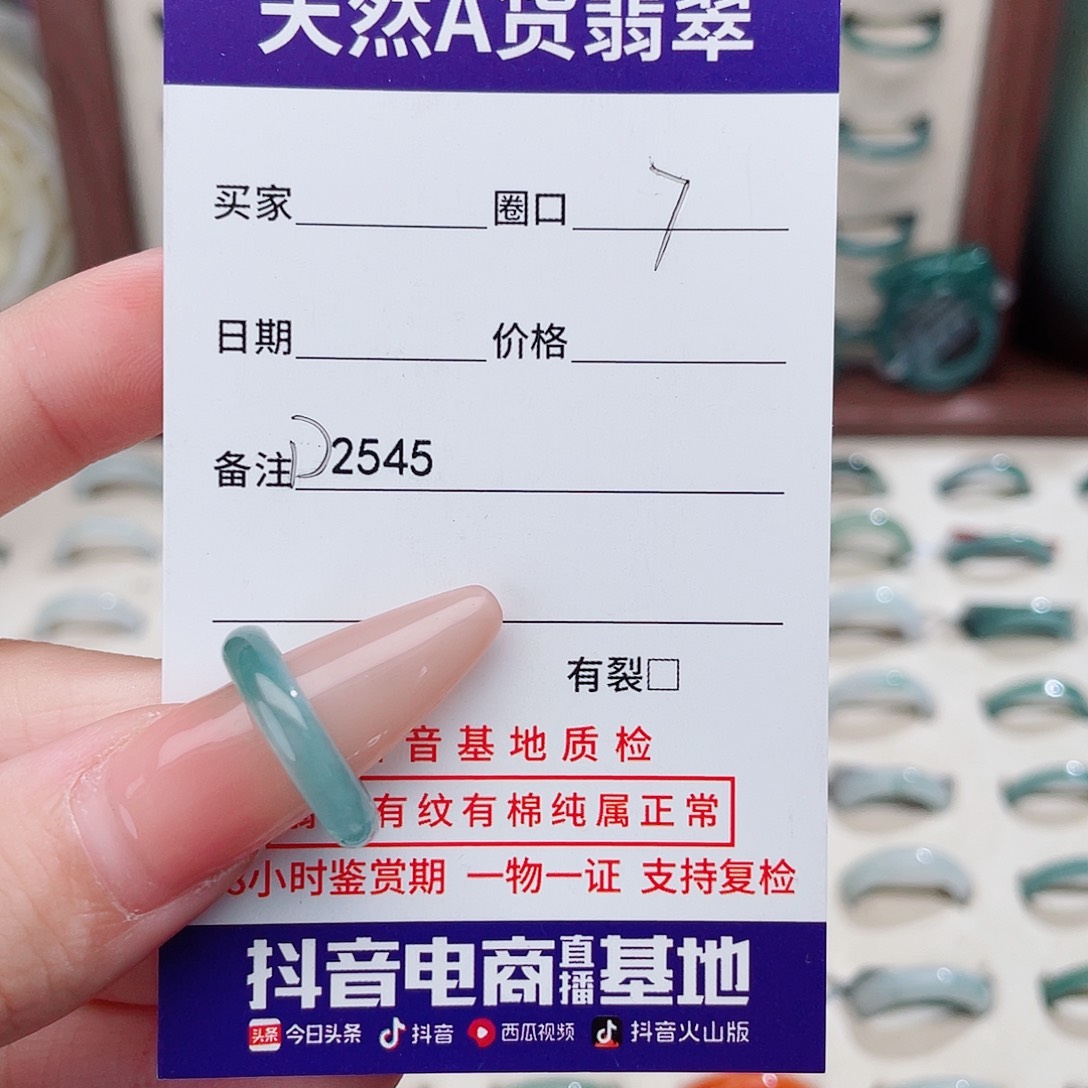 天然A货翡翠
买家 圈口 7
日期 价格
备注 P2545
有裂□
音基地质检
有纹有棉纯属正常
8小时鉴赏期 一物一证 支持复检
抖音电商直播基地
头条 今日头条 抖音 西瓜视频 抖音火山版